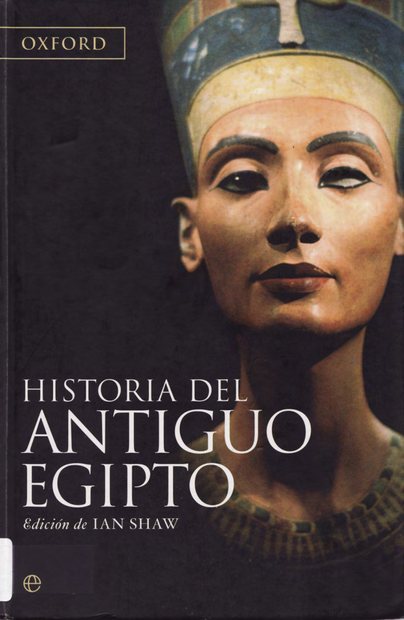 OXFORD
HISTORIA DEL
ANTIGUO
EGIPTO
Edición de IAN SHAW
e